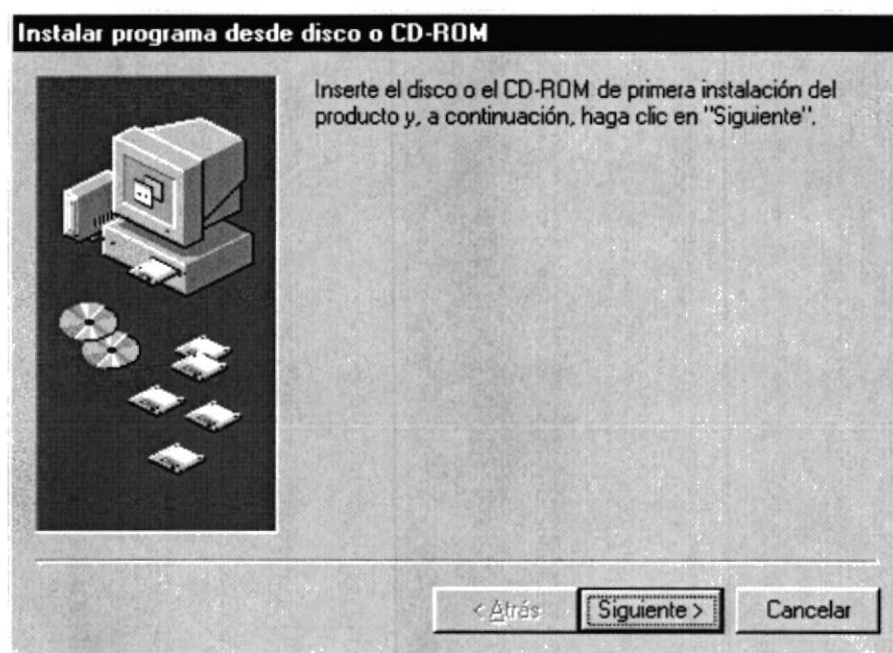 Instalar programa desde disco o CD-ROM
Inserte el disco o el CD-ROM de primera instalación del
producto y, a continuación, haga clic en "Siguiente".
< Atrás
Siguiente >
Cancelar